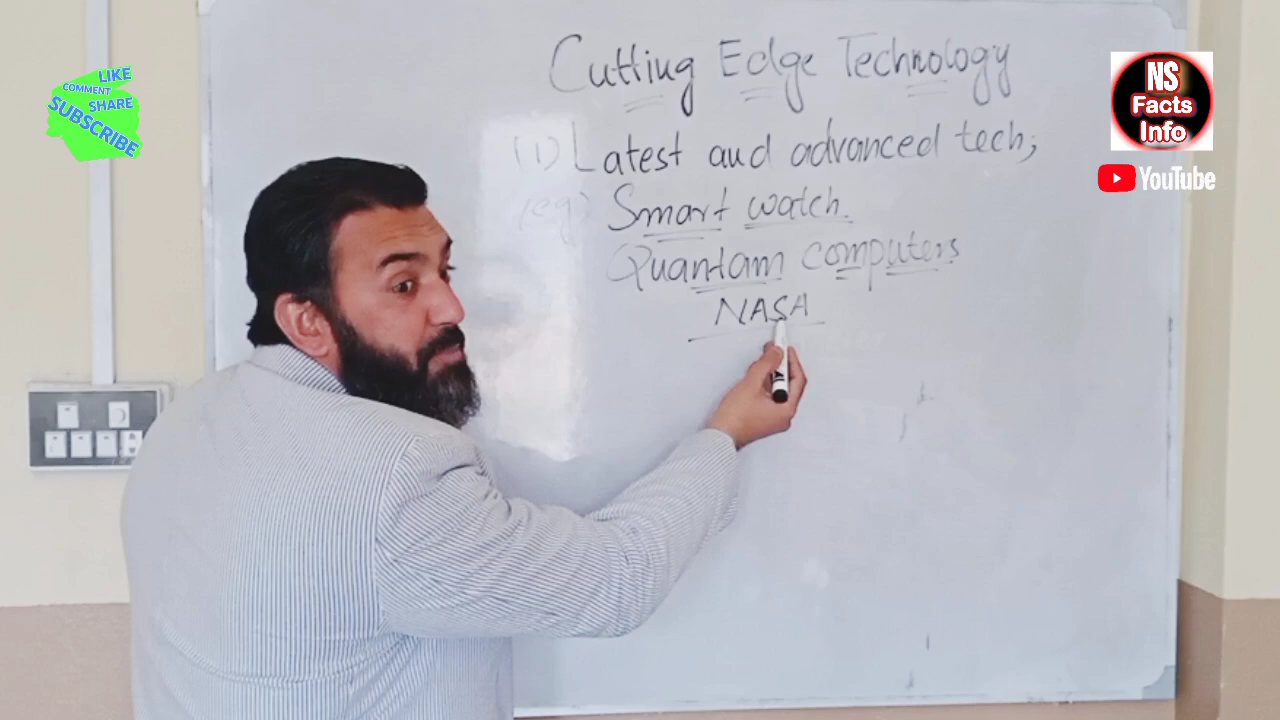 LIKE
COMMENT
SHARE
SUBSCRIBE
Cutting Edge Technology
(1) Latest and advanced tech;
(eg) Smart watch.
Quantam computers
NASA
NS
Facts
Info
YouTube